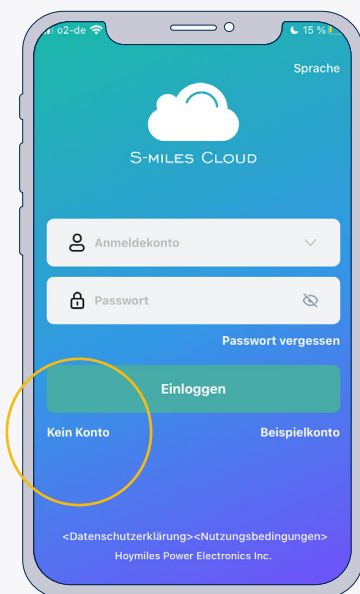 o2-de 15 %
Sprache
S-MILES CLOUD
Anmeldekonto
Passwort
Passwort vergessen
Einloggen
Kein Konto Beispielkonto
<Datenschutzerklärung><Nutzungsbedingungen>
Hoymiles Power Electronics Inc.